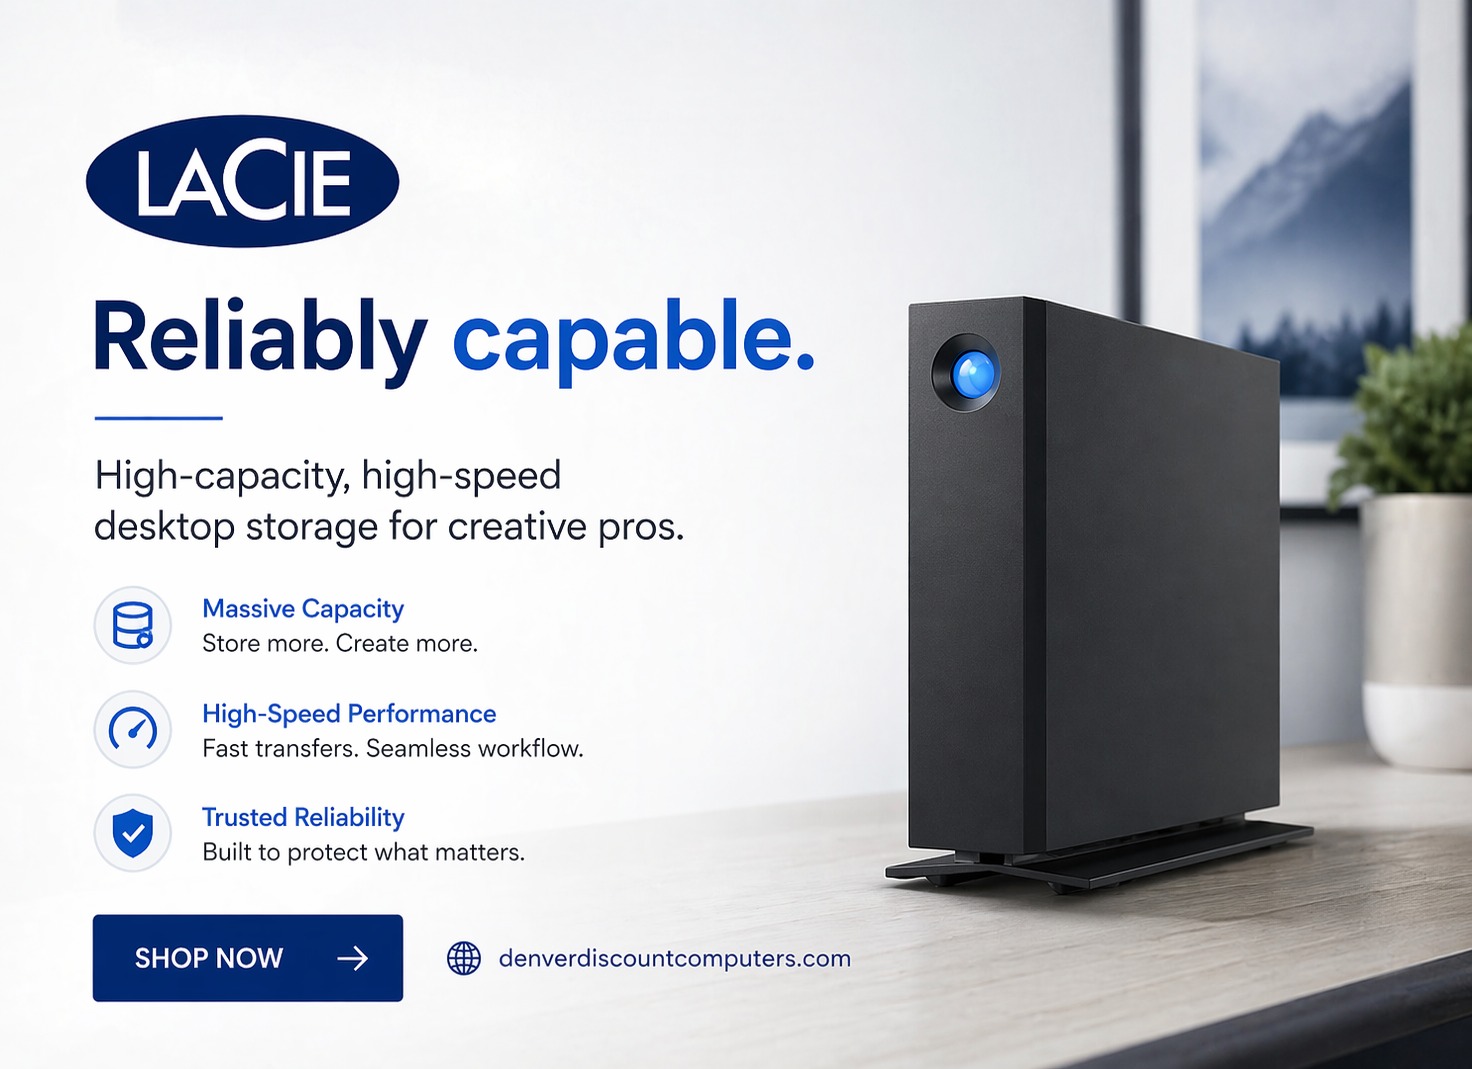 LACIE
Reliably capable.
High-capacity, high-speed
desktop storage for creative pros.
Massive Capacity
Store more. Create more.
High-Speed Performance
Fast transfers. Seamless workflow.
Trusted Reliability
Built to protect what matters.
SHOP NOW
denverdiscountcomputers.com